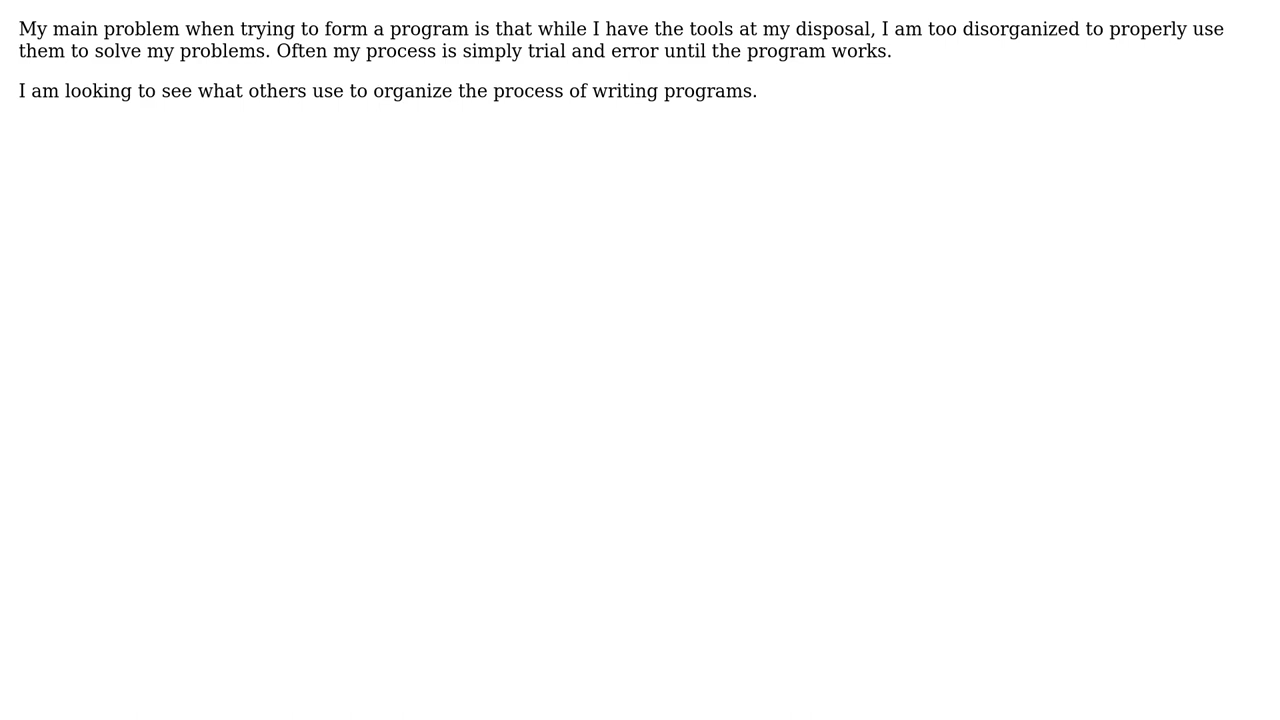 My main problem when trying to form a program is that while I have the tools at my disposal, I am too disorganized to properly use
them to solve my problems. Often my process is simply trial and error until the program works.
I am looking to see what others use to organize the process of writing programs.